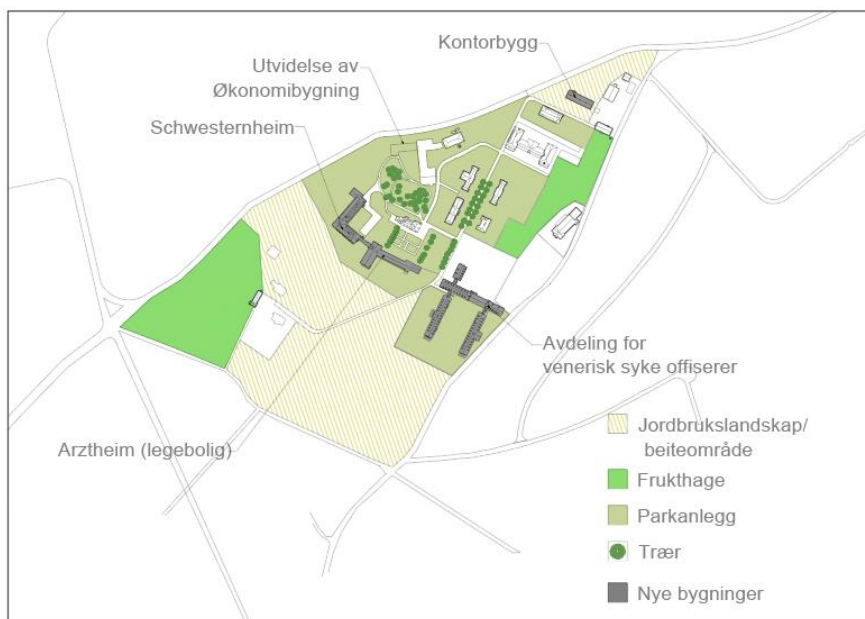 Kontorbygg
Utvidelse av
Økonomibygning
Schwesternheim
Avdeling for
venerisk syke offiserer
Arztheim (legebolig)
Jordbrukslandskap/
beiteområde
Frukthage
Parkanlegg
Trær
Nye bygninger